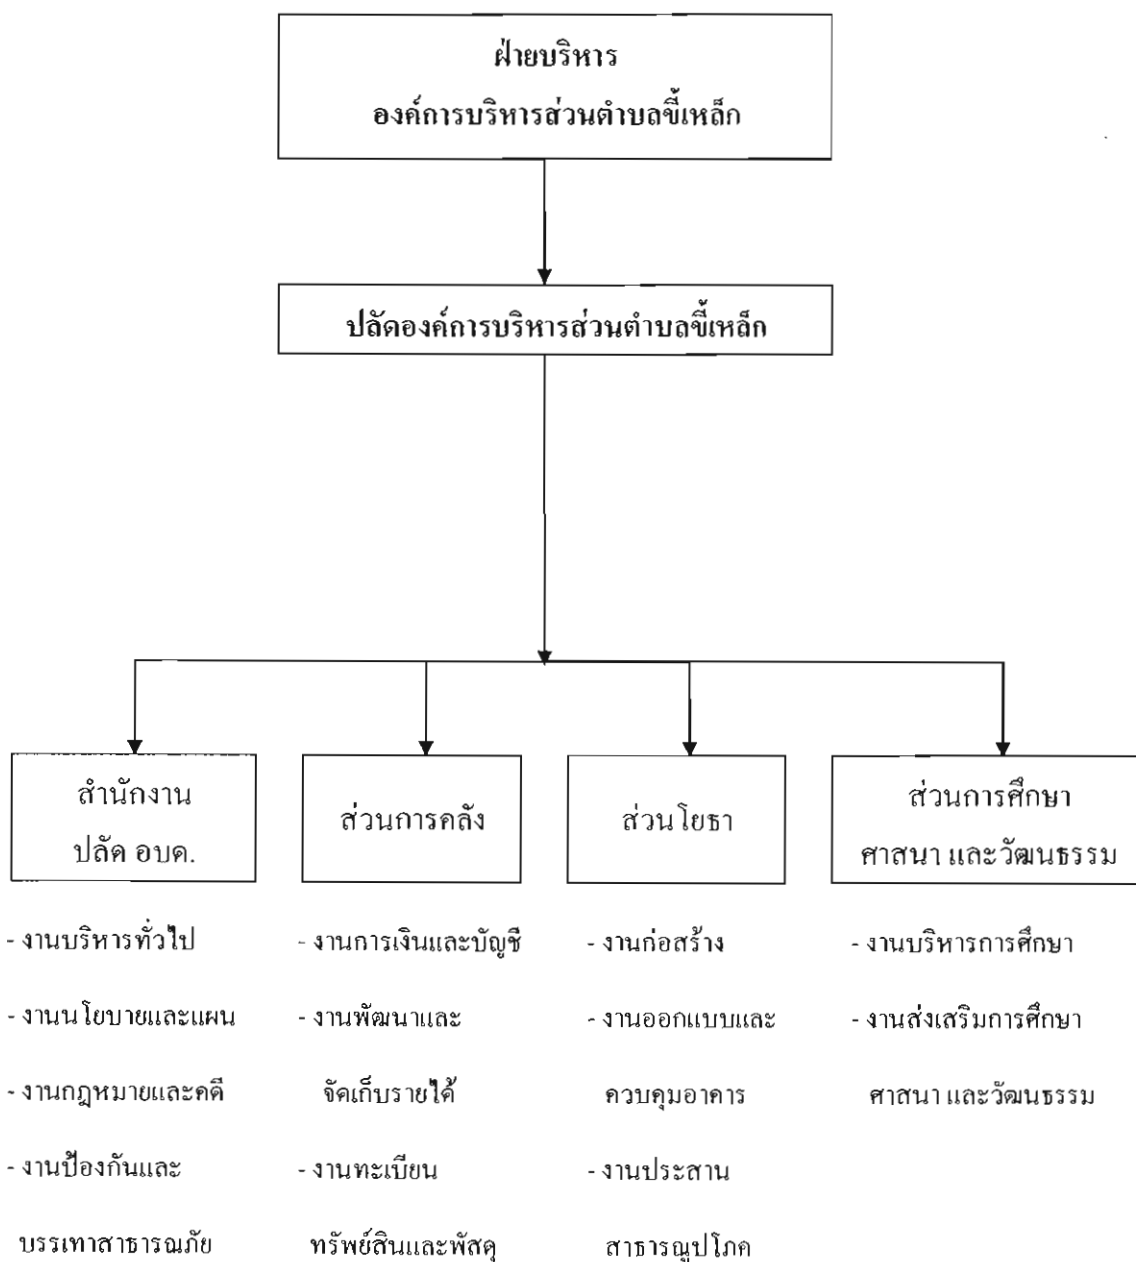 ฝ่ายบริหาร
องค์การบริหารส่วนตำบลขี้เหล็ก
ปลัดองค์การบริหารส่วนตำบลขี้เหล็ก
สำนักงาน
ปลัด อบต.
ส่วนการคลัง
ส่วนโยธา
ส่วนการศึกษา
ศาสนา และวัฒนธรรม
- งานบริหารทั่วไป
- งานนโยบายและแผน
- งานกฎหมายและคดี
- งานป้องกันและ
บรรเทาสาธารณภัย
- งานการเงินและบัญชี
- งานพัฒนาและ
จัดเก็บรายได้
- งานทะเบียน
ทรัพย์สินและพัสดุ
- งานก่อสร้าง
- งานออกแบบและ
ควบคุมอาคาร
- งานประสาน
สาธารณูปโภค
- งานบริหารการศึกษา
- งานส่งเสริมการศึกษา
ศาสนา และวัฒนธรรม